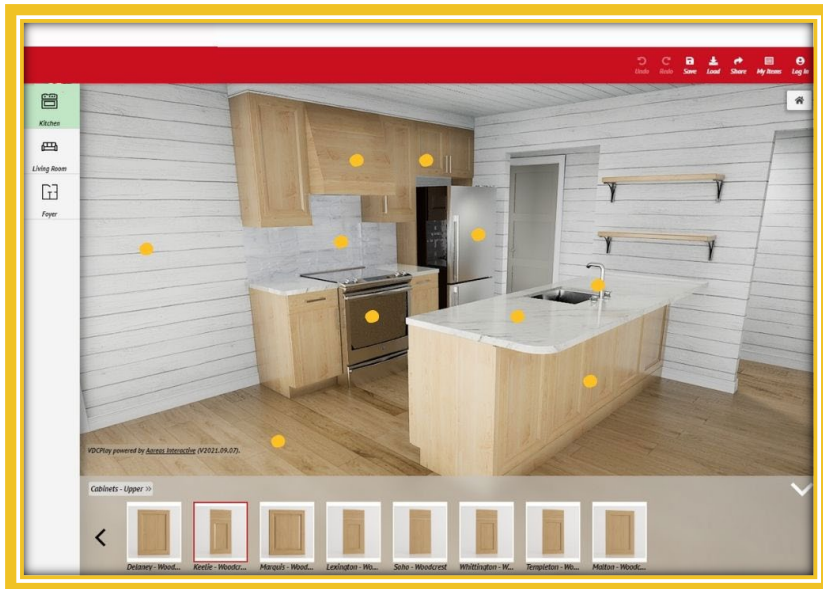 Undo Redo Save Load Share My Items Log In
Kitchen
Living Room
Foyer
VDCPlay powered by Aareas Interactive (V2021.09.07).
Cabinets - Upper >>
Delaney - Wood... Keelie - Woodcr... Marquis - Wood... Lexington - Wo... Soho - Woodcrest Whittington - W... Templeton - Wo... Malton - Woodc...